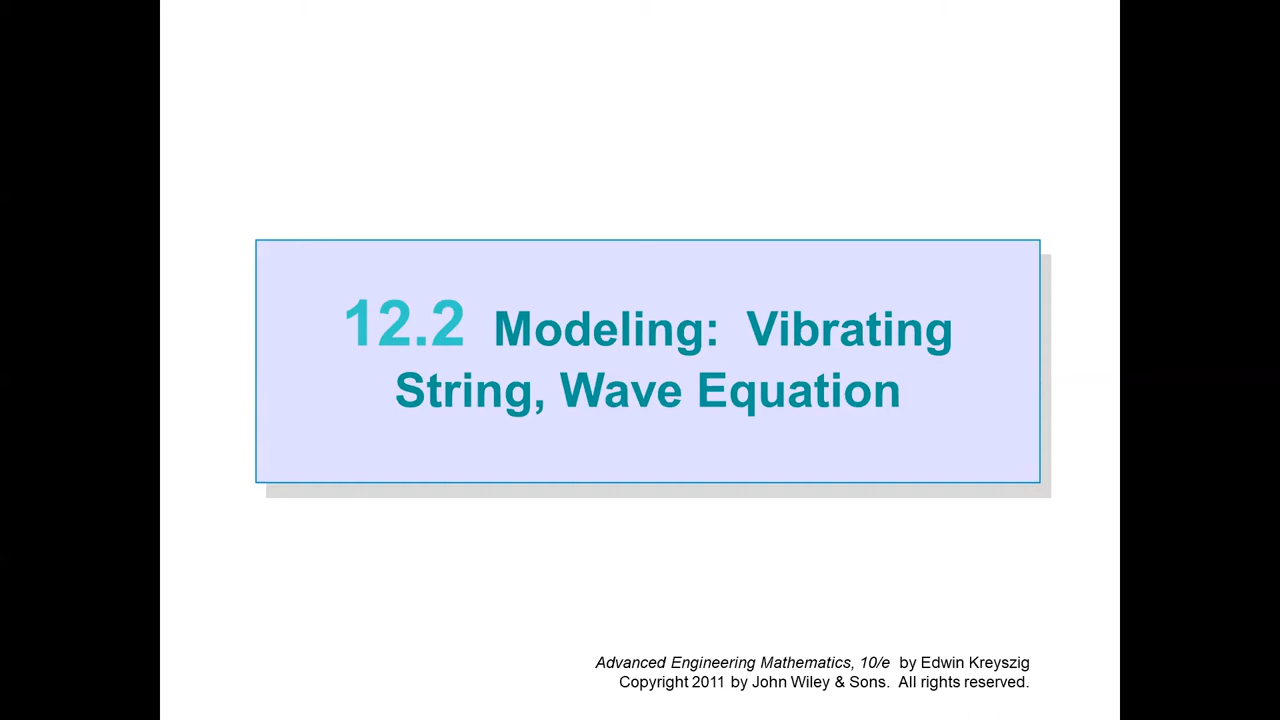 12.2 Modeling: Vibrating
String, Wave Equation
Advanced Engineering Mathematics, 10/e by Edwin Kreyszig
Copyright 2011 by John Wiley & Sons. All rights reserved.